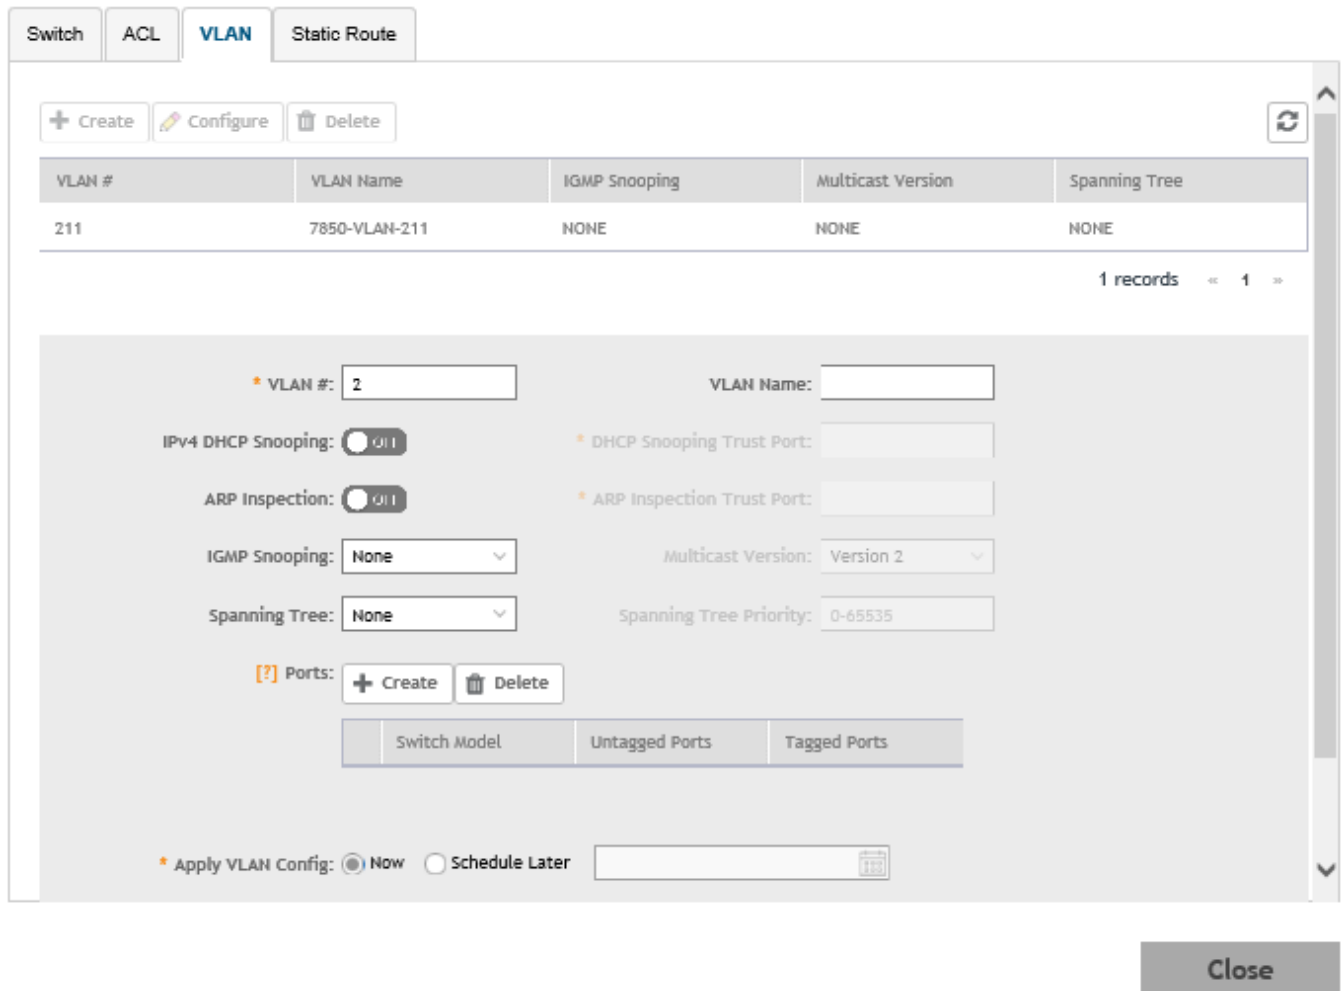 Switch ACL VLAN Static Route
Create Configure Delete
VLAN # VLAN Name IGMP Snooping Multicast Version Spanning Tree
211 7850-VLAN-211 NONE NONE NONE
1 records « 1 »
* VLAN #: 2 VLAN Name:
IPv4 DHCP Snooping: OFF * DHCP Snooping Trust Port:
ARP Inspection: OFF * ARP Inspection Trust Port:
IGMP Snooping: None Multicast Version: Version 2
Spanning Tree: None Spanning Tree Priority: 0-65535
[?] Ports: Create Delete
Switch Model Untagged Ports Tagged Ports
* Apply VLAN Config: Now Schedule Later
Close